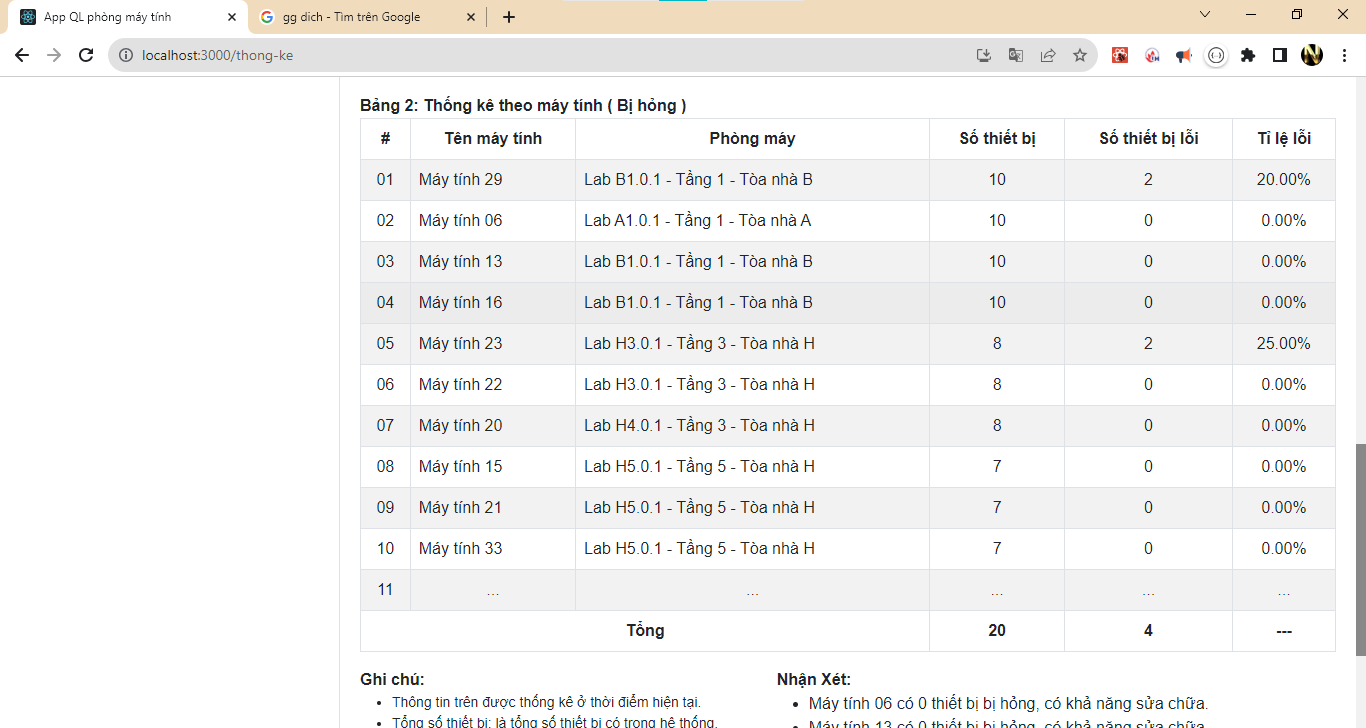 App QL phòng máy tính
gg dich - Tìm trên Google
localhost:3000/thong-ke
Bảng 2: Thống kê theo máy tính ( Bị hỏng )
# Tên máy tính Phòng máy Số thiết bị Số thiết bị lỗi Tỉ lệ lỗi
01 Máy tính 29 Lab B1.0.1 - Tầng 1 - Tòa nhà B 10 2 20.00%
02 Máy tính 06 Lab A1.0.1 - Tầng 1 - Tòa nhà A 10 0 0.00%
03 Máy tính 13 Lab B1.0.1 - Tầng 1 - Tòa nhà B 10 0 0.00%
04 Máy tính 16 Lab B1.0.1 - Tầng 1 - Tòa nhà B 10 0 0.00%
05 Máy tính 23 Lab H3.0.1 - Tầng 3 - Tòa nhà H 8 2 25.00%
06 Máy tính 22 Lab H3.0.1 - Tầng 3 - Tòa nhà H 8 0 0.00%
07 Máy tính 20 Lab H4.0.1 - Tầng 3 - Tòa nhà H 8 0 0.00%
08 Máy tính 15 Lab H5.0.1 - Tầng 5 - Tòa nhà H 7 0 0.00%
09 Máy tính 21 Lab H5.0.1 - Tầng 5 - Tòa nhà H 7 0 0.00%
10 Máy tính 33 Lab H5.0.1 - Tầng 5 - Tòa nhà H 7 0 0.00%
11 ... ... ... ... ...
Tổng 20 4 ---
Ghi chú:
• Thông tin trên được thống kê ở thời điểm hiện tại.
• Tổng số thiết bị: là tổng số thiết bị có trong hệ thống.
Nhận Xét:
• Máy tính 06 có 0 thiết bị bị hỏng, có khả năng sửa chữa.
• Máy tính 13 có 0 thiết bị bị hỏng, có khả năng sửa chữa.